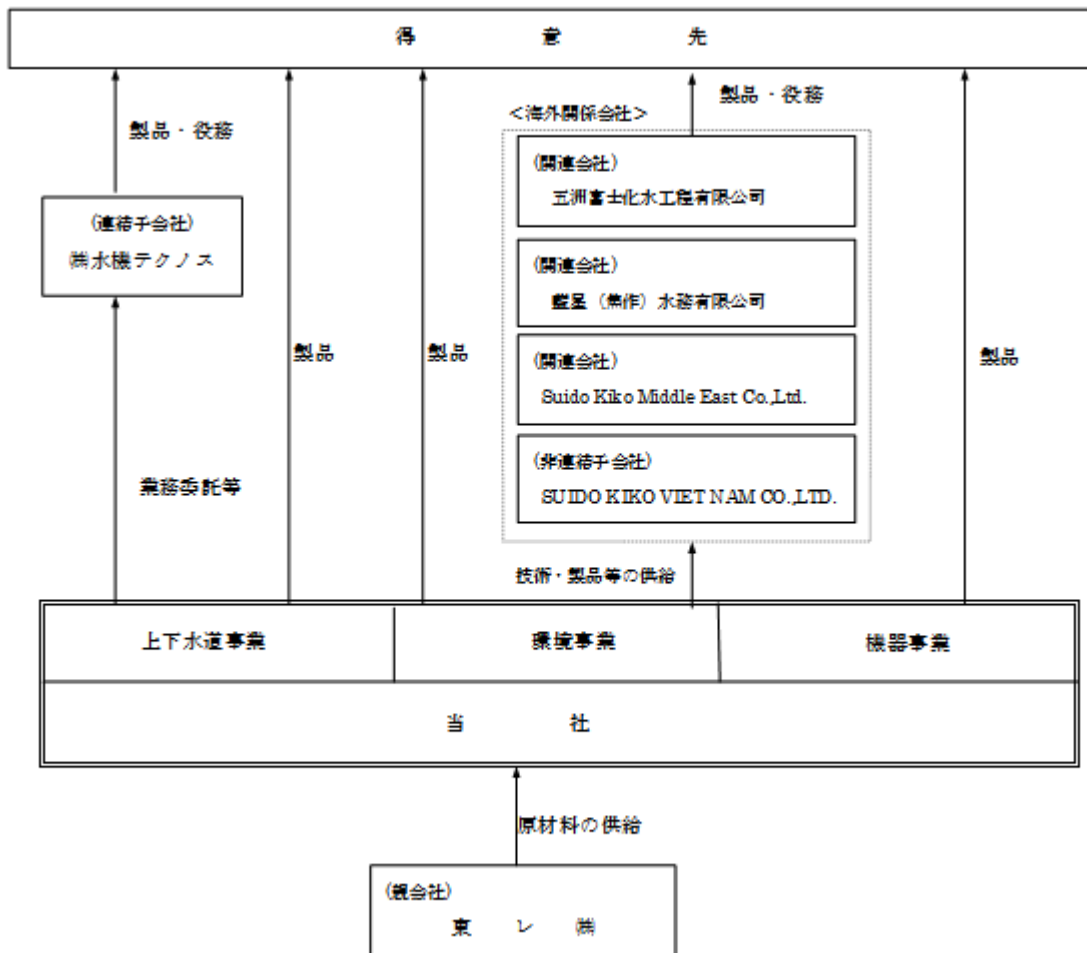 得意先
製品・役務
製品・役務
＜海外関係会社＞
(関連会社)
五洲富士化水工程有限公司
(連結子会社)
㈱水機テクノス
(関連会社)
藍星（焦作）水務有限公司
製品
製品
(関連会社)
Suido Kiko Middle East Co.,Ltd.
製品
(非連結子会社)
SUIDO KIKO VIET NAM CO.,LTD.
業務委託等
技術・製品等の供給
上下水道事業
環境事業
機器事業
当社
原材料の供給
(親会社)
東レ㈱